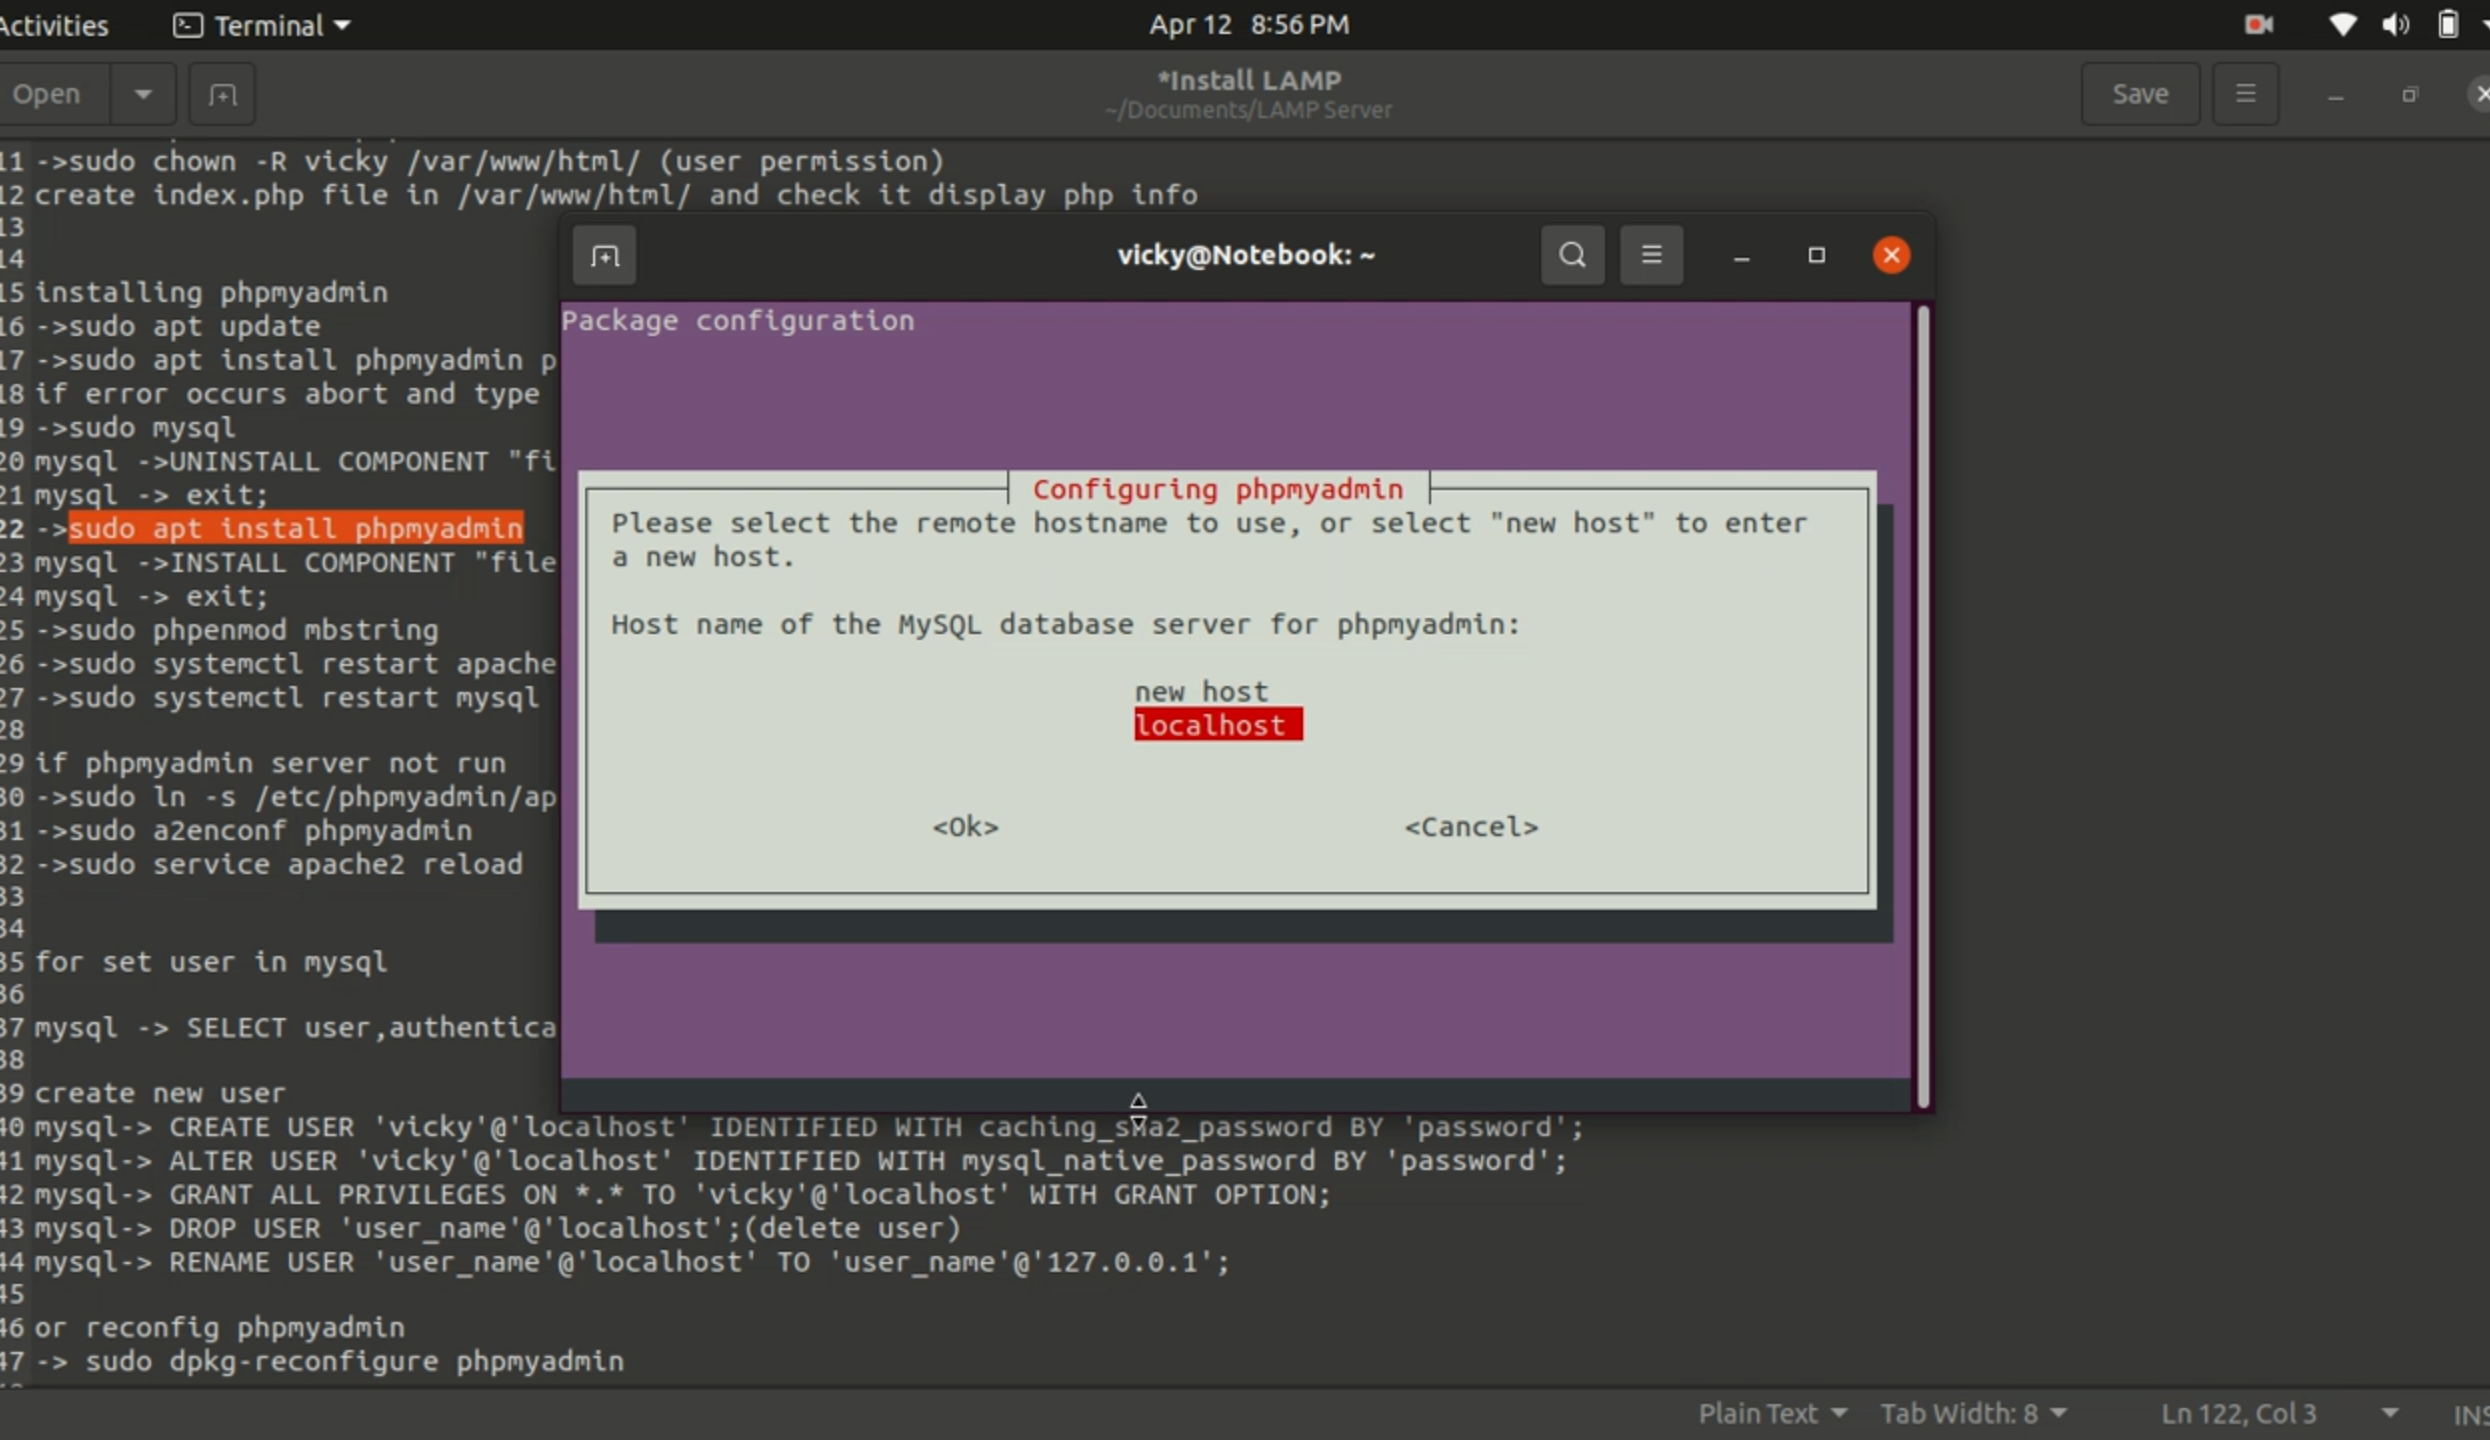 Activities
Terminal
Apr 12 8:56 PM
Open
*Install LAMP
~/Documents/LAMP Server
Save
11 ->sudo chown -R vicky /var/www/html/ (user permission)
12 create index.php file in /var/www/html/ and check it display php info
13
14
15 installing phpmyadmin
16 ->sudo apt update
17 ->sudo apt install phpmyadmin p
18 if error occurs abort and type
19 ->sudo mysql
20 mysql ->UNINSTALL COMPONENT "fi
21 mysql -> exit;
22 ->sudo apt install phpmyadmin
23 mysql ->INSTALL COMPONENT "file
24 mysql -> exit;
25 ->sudo phpenmod mbstring
26 ->sudo systemctl restart apache
27 ->sudo systemctl restart mysql
28
29 if phpmyadmin server not run
30 ->sudo ln -s /etc/phpmyadmin/ap
31 ->sudo a2enconf phpmyadmin
32 ->sudo service apache2 reload
33
34
35 for set user in mysql
36
37 mysql -> SELECT user,authentica
38
39 create new user
40 mysql-> CREATE USER 'vicky'@'localhost' IDENTIFIED WITH caching_sha2_password BY 'password';
41 mysql-> ALTER USER 'vicky'@'localhost' IDENTIFIED WITH mysql_native_password BY 'password';
42 mysql-> GRANT ALL PRIVILEGES ON *.* TO 'vicky'@'localhost' WITH GRANT OPTION;
43 mysql-> DROP USER 'user_name'@'localhost';(delete user)
44 mysql-> RENAME USER 'user_name'@'localhost' TO 'user_name'@'127.0.0.1';
45
46 or reconfig phpmyadmin
47 -> sudo dpkg-reconfigure phpmyadmin
vicky@Notebook: ~
Package configuration
Configuring phpmyadmin
Please select the remote hostname to use, or select "new host" to enter
a new host.
Host name of the MySQL database server for phpmyadmin:
new host
localhost
<Ok> <Cancel>
Plain Text
Tab Width: 8
Ln 122, Col 3
INS